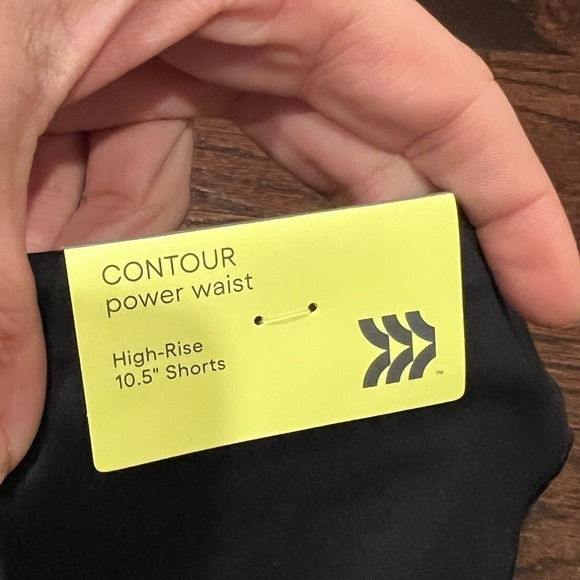 CONTOUR
power waist
High-Rise
10.5" Shorts
TM